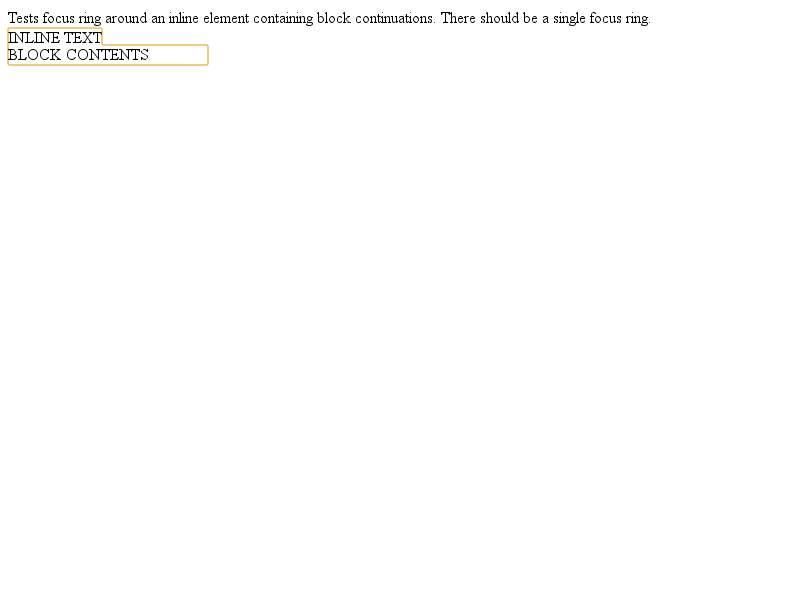 Tests focus ring around an inline element containing block continuations. There should be a single focus ring.
INLINE TEXT
BLOCK CONTENTS